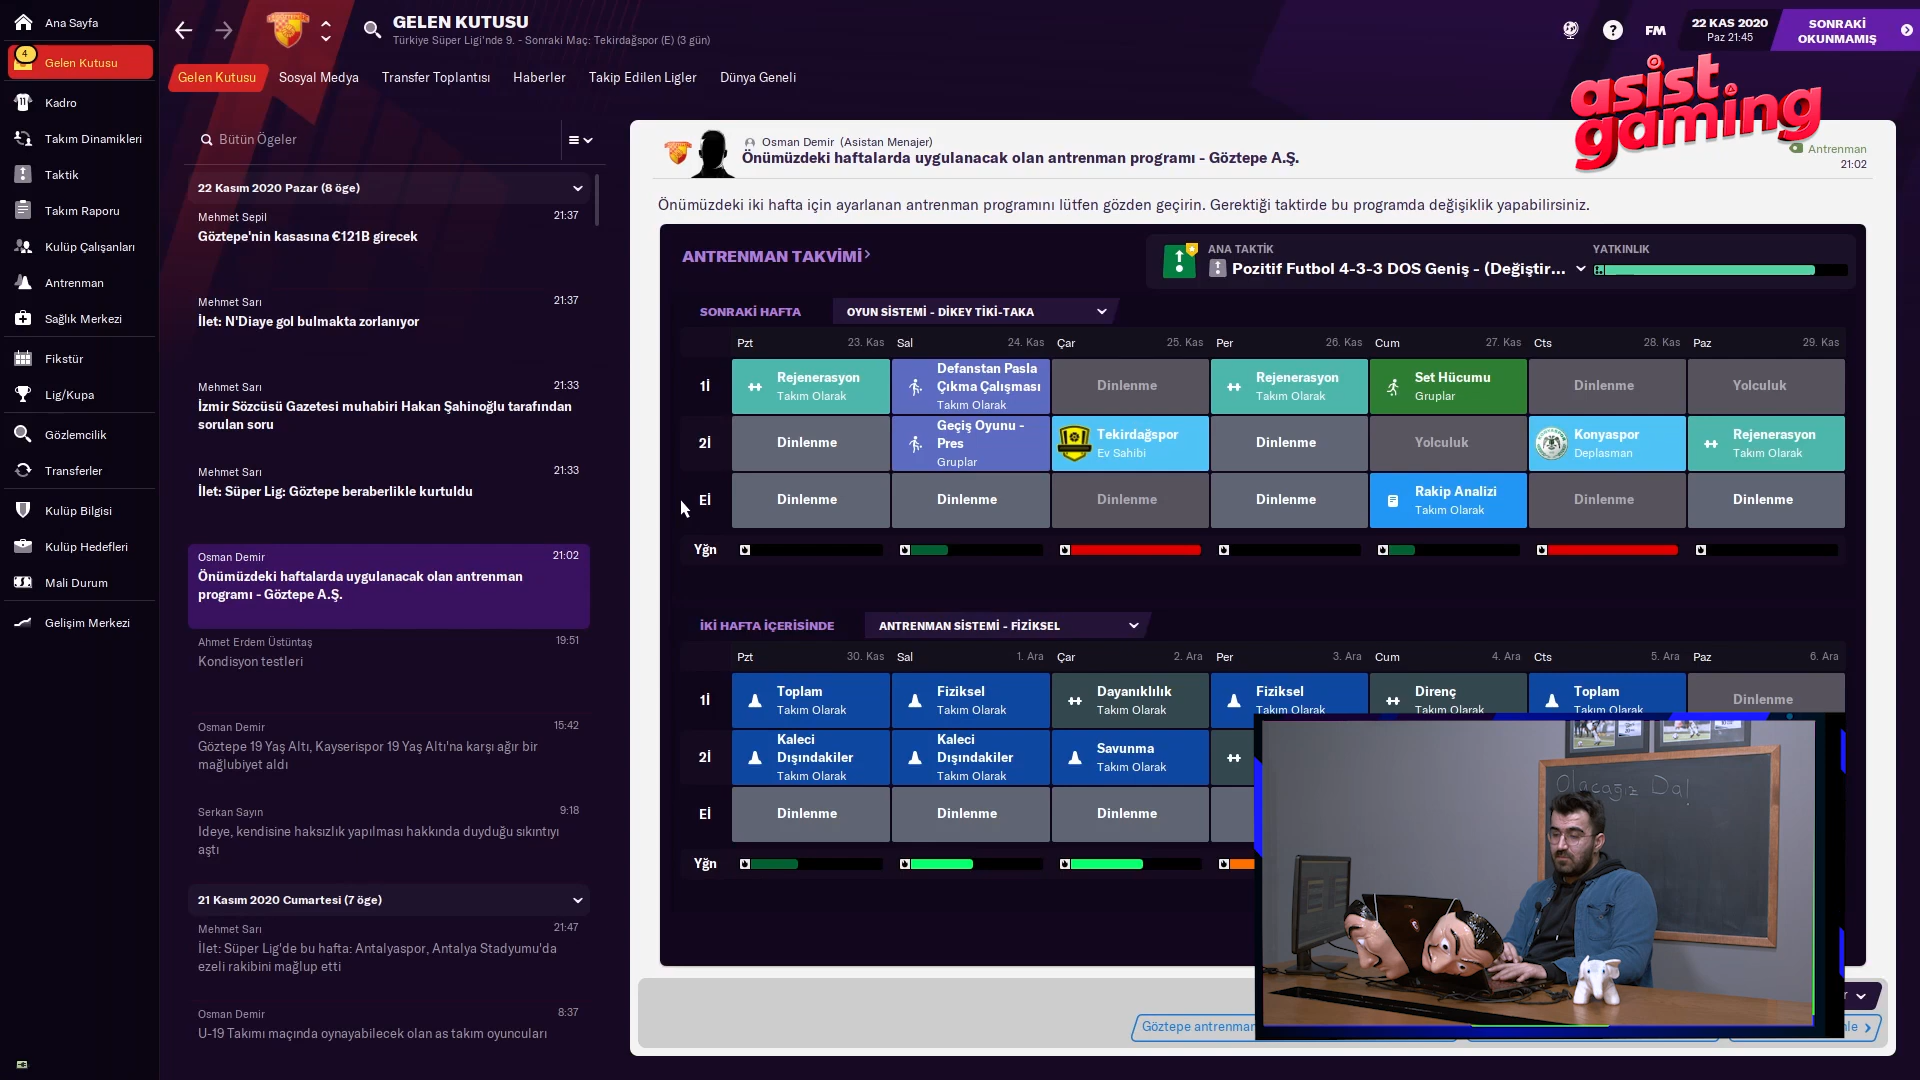 Ana Sayfa
4
Gelen Kutusu
Kadro
Takım Dinamikleri
Taktik
Takım Raporu
Kulüp Çalışanları
Antrenman
Sağlık Merkezi
Fikstür
Lig/Kupa
Gözlemcilik
Transferler
Kulüp Bilgisi
Kulüp Hedefleri
Mali Durum
Gelişim Merkezi
GELEN KUTUSU
Türkiye Süper Ligi'nde 9. - Sonraki Maç: Tekirdağspor (E) (3 gün)
FM
22 KAS 2020
Paz 21:45
SONRAKİ
OKUNMAMIŞ
Gelen Kutusu Sosyal Medya Transfer Toplantısı Haberler Takip Edilen Ligler Dünya Geneli
asist
gaming
Bütün Ögeler
22 Kasım 2020 Pazar (8 öge)
Mehmet Sepil 21:37
Göztepe'nin kasasına €121B girecek
Mehmet Sarı 21:37
İlet: N'Diaye gol bulmakta zorlanıyor
Mehmet Sarı 21:33
İzmir Sözcüsü Gazetesi muhabiri Hakan Şahinoğlu tarafından
sorulan soru
Mehmet Sarı 21:33
İlet: Süper Lig: Göztepe beraberlikle kurtuldu
Osman Demir 21:02
Önümüzdeki haftalarda uygulanacak olan antrenman
programı - Göztepe A.Ş.
Ahmet Erdem Üstüntaş 19:51
Kondisyon testleri
Osman Demir 15:42
Göztepe 19 Yaş Altı, Kayserispor 19 Yaş Altı'na karşı ağır bir
mağlubiyet aldı
Serkan Sayın 9:18
Ideye, kendisine haksızlık yapılması hakkında duyduğu sıkıntıyı
aştı
21 Kasım 2020 Cumartesi (7 öge)
Mehmet Sarı 21:47
İlet: Süper Lig'de bu hafta: Antalyaspor, Antalya Stadyumu'da
ezeli rakibini mağlup etti
Osman Demir 8:37
U-19 Takımı maçında oynayabilecek olan as takım oyuncuları
Osman Demir (Asistan Menajer)
Önümüzdeki haftalarda uygulanacak olan antrenman programı - Göztepe A.Ş.
Antrenman
21:02
Önümüzdeki iki hafta için ayarlanan antrenman programını lütfen gözden geçirin. Gerektiği taktirde bu programda değişiklik yapabilirsiniz.
ANTRENMAN TAKVİMİ
ANA TAKTİK
Pozitif Futbol 4-3-3 DOS Geniş - (Değiştir...
YATKINLIK
SONRAKİ HAFTA OYUN SİSTEMİ - DİKEY TİKİ-TAKA
Pzt 23. Kas Sal 24. Kas Çar 25. Kas Per 26. Kas Cum 27. Kas Cts 28. Kas Paz 29. Kas
1İ
Rejenerasyon
Takım Olarak
Defanstan Pasla
Çıkma Çalışması
Takım Olarak
Dinlenme
Rejenerasyon
Takım Olarak
Set Hücumu
Gruplar
Dinlenme
Yolculuk
2İ
Dinlenme
Geçiş Oyunu -
Pres
Gruplar
Tekirdağspor
Ev Sahibi
Dinlenme
Yolculuk
Konyaspor
Deplasman
Rejenerasyon
Takım Olarak
Eİ
Dinlenme
Dinlenme
Dinlenme
Dinlenme
Rakip Analizi
Takım Olarak
Dinlenme
Dinlenme
Yğn
İKİ HAFTA İÇERİSİNDE ANTRENMAN SİSTEMİ - FİZİKSEL
Pzt 30. Kas Sal 1. Ara Çar 2. Ara Per 3. Ara Cum 4. Ara Cts 5. Ara Paz 6. Ara
1İ
Toplam
Takım Olarak
Fiziksel
Takım Olarak
Dayanıklılık
Takım Olarak
Fiziksel
Takım Olarak
Direnç
Takım Olarak
Toplam
Takım Olarak
Dinlenme
2İ
Kaleci
Dışındakiler
Takım Olarak
Kaleci
Dışındakiler
Takım Olarak
Savunma
Takım Olarak
Eİ
Dinlenme
Dinlenme
Dinlenme
Yğn
Olacağız Da!
Göztepe antrenman